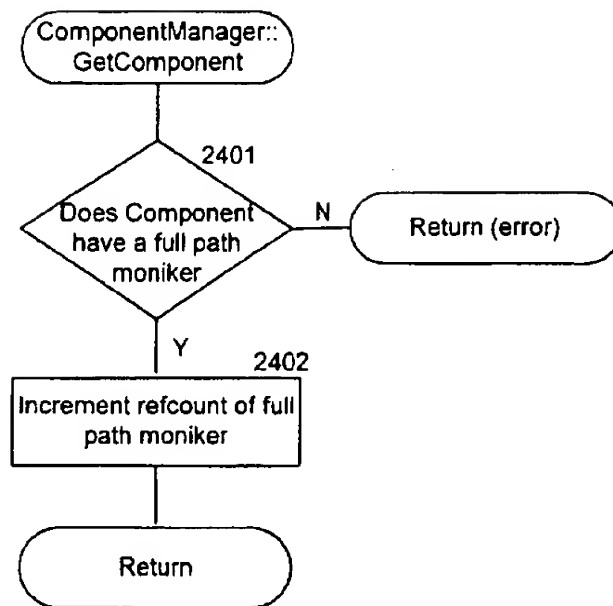 ComponentManager::
GetComponent
2401
Does Component
have a full path
moniker
N
Return (error)
Y
2402
Increment refcount of full
path moniker
Return